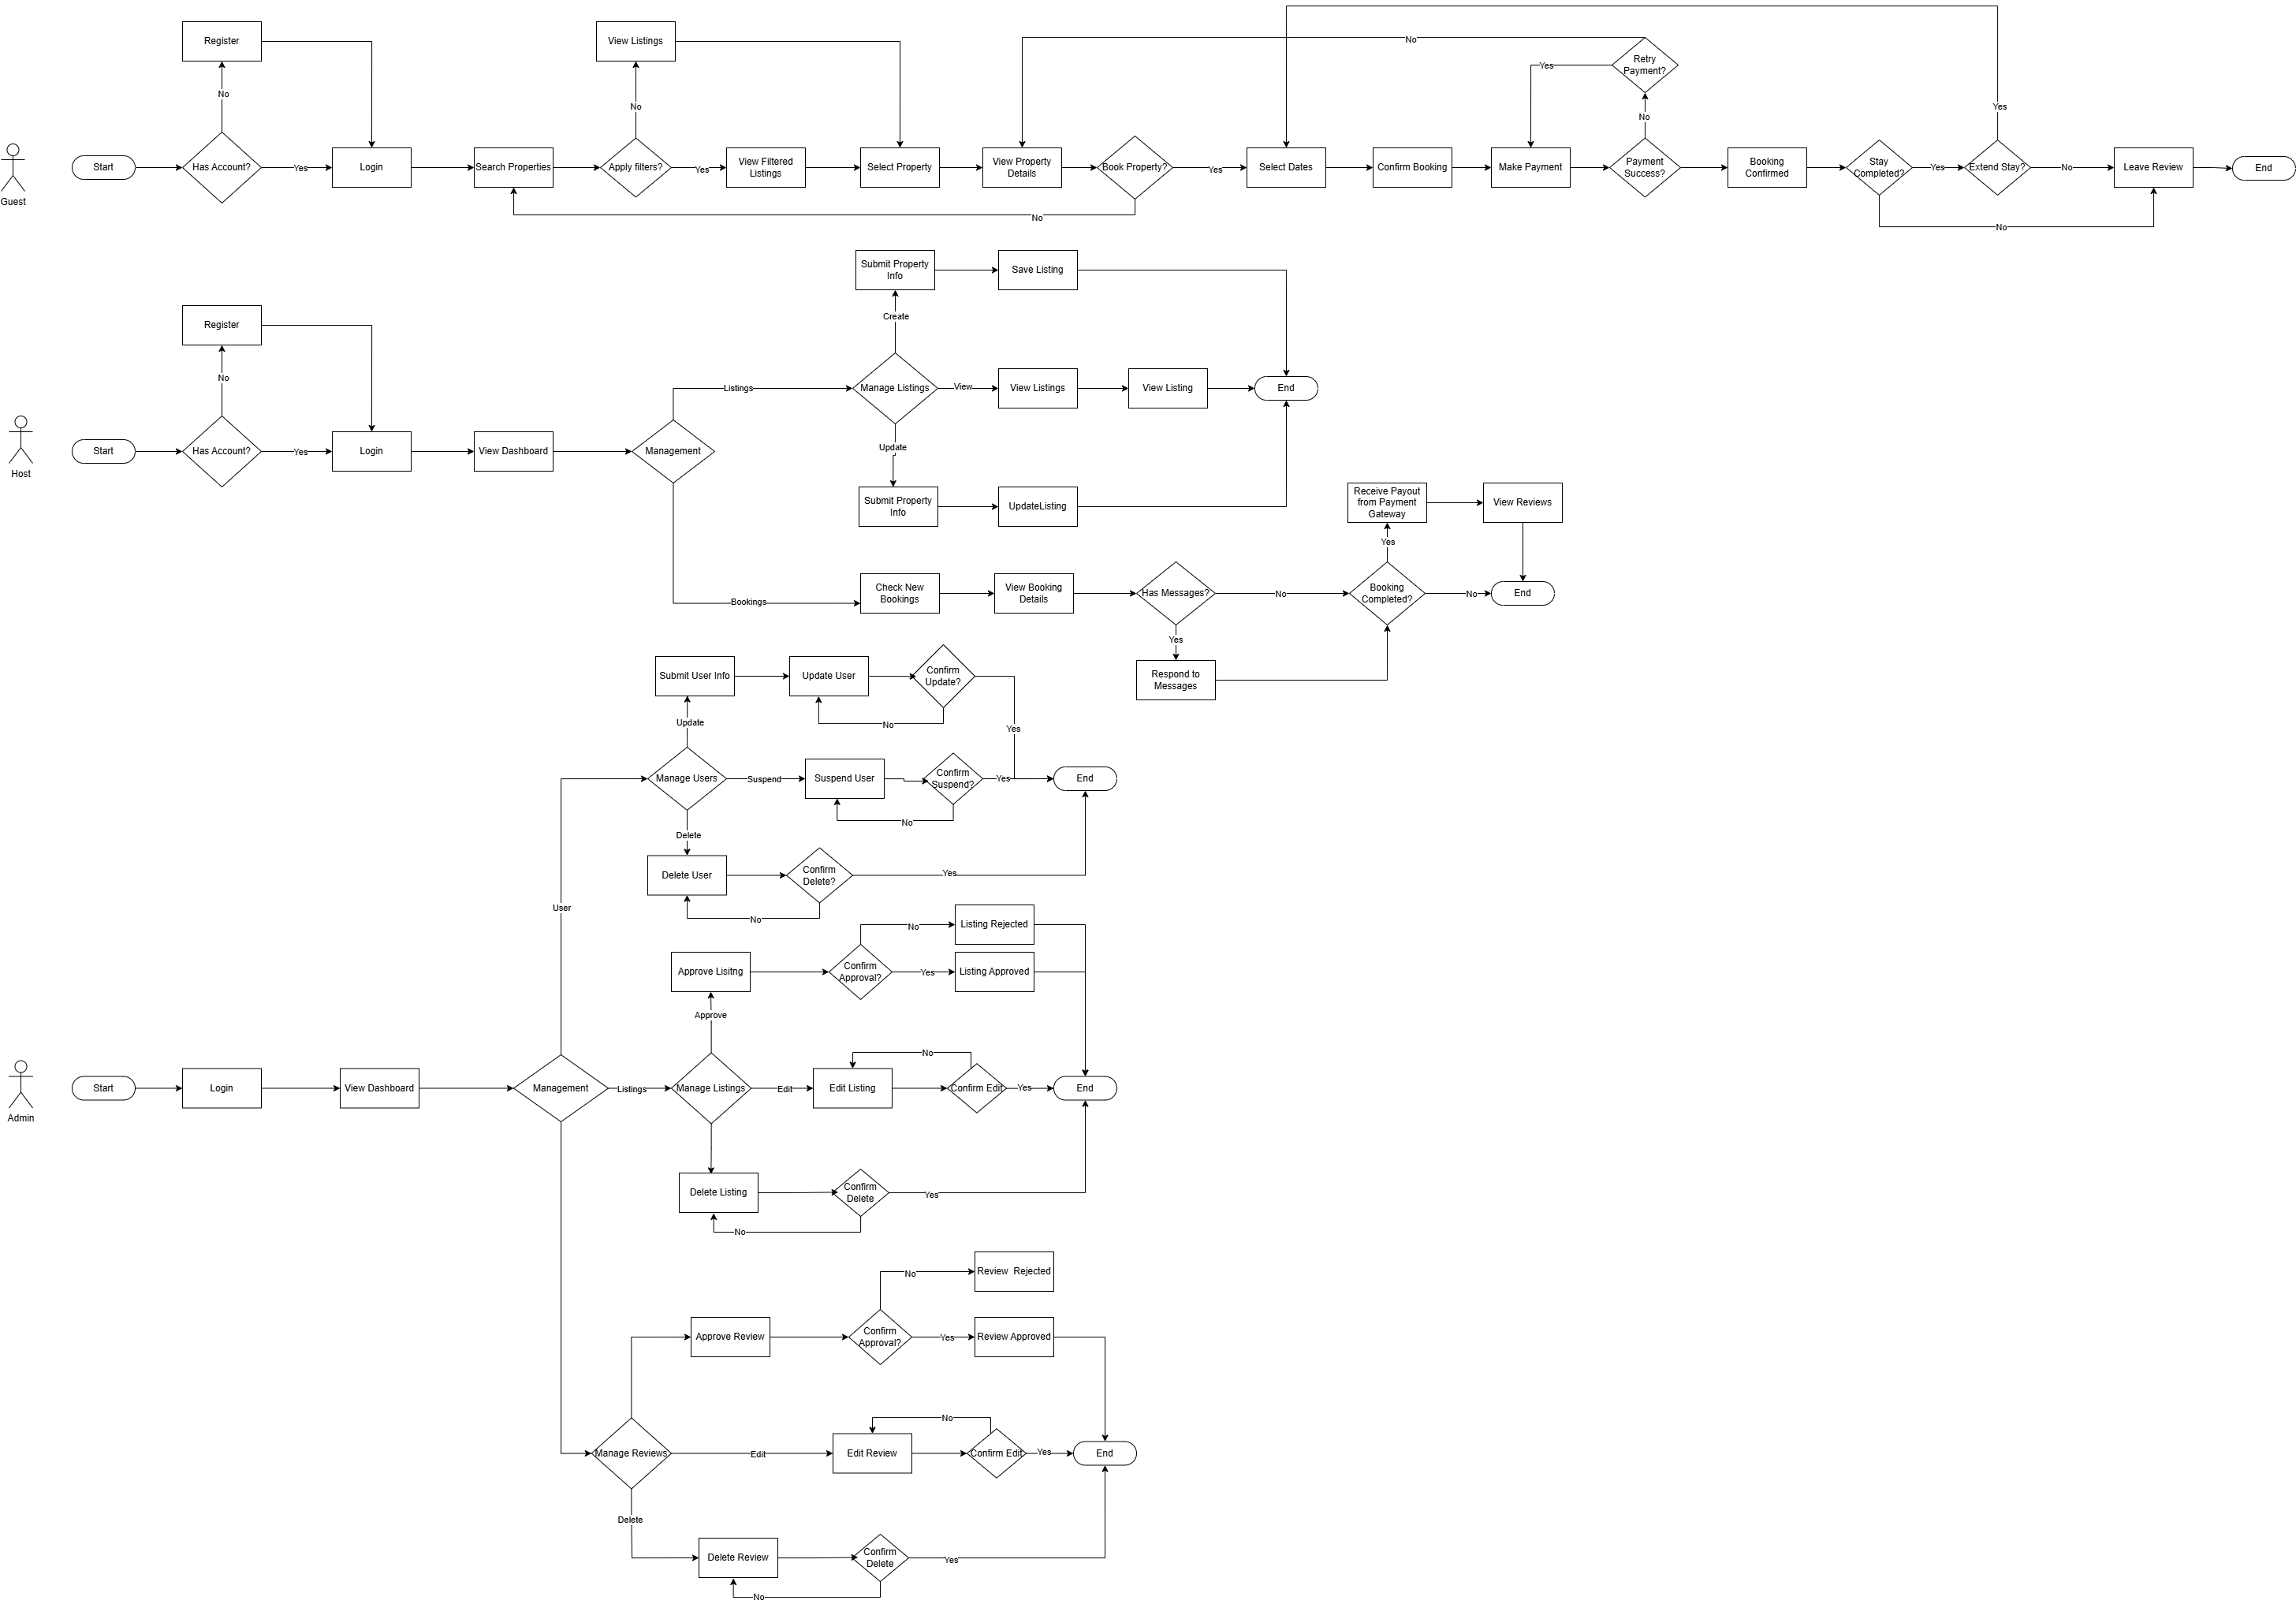 Register
View Listings
No
Retry
Payment?
Yes
No
No
Yes
No
Guest
Start
Has Account?
Yes
Login
Search Properties
Apply filters?
Yes
View Filtered
Listings
Select Property
View Property
Details
Book Property?
Yes
Select Dates
Confirm Booking
Make Payment
Payment
Success?
Booking
Confirmed
Stay
Completed?
Yes
Extend Stay?
No
Leave Review
End
No
No
Submit Property
Info
Save Listing
Register
Create
No
Listings
Manage Listings
View
View Listings
View Listing
End
Host
Start
Has Account?
Yes
Login
View Dashboard
Management
Update
Submit Property
Info
UpdateListing
Receive Payout
from Payment
Gateway
View Reviews
Yes
Bookings
Check New
Bookings
View Booking
Details
Has Messages?
No
Booking
Completed?
No
End
Yes
Respond to
Messages
Submit User Info
Update User
Confirm
Update?
Update
No
Yes
Manage Users
Suspend
Suspend User
Confirm
Suspend?
Yes
End
No
Delete
Delete User
Confirm
Delete?
Yes
No
User
No
Listing Rejected
Approve Lisitng
Confirm
Approval?
Yes
Listing Approved
Approve
No
Admin
Start
Login
View Dashboard
Management
Listings
Manage Listings
Edit
Edit Listing
Confirm Edit
Yes
End
Delete Listing
Confirm
Delete
Yes
No
No
Review  Rejected
Approve Review
Confirm
Approval?
Yes
Review Approved
No
Manage Reviews
Edit
Edit Review
Confirm Edit
Yes
End
Delete
Delete Review
Confirm
Delete
Yes
No